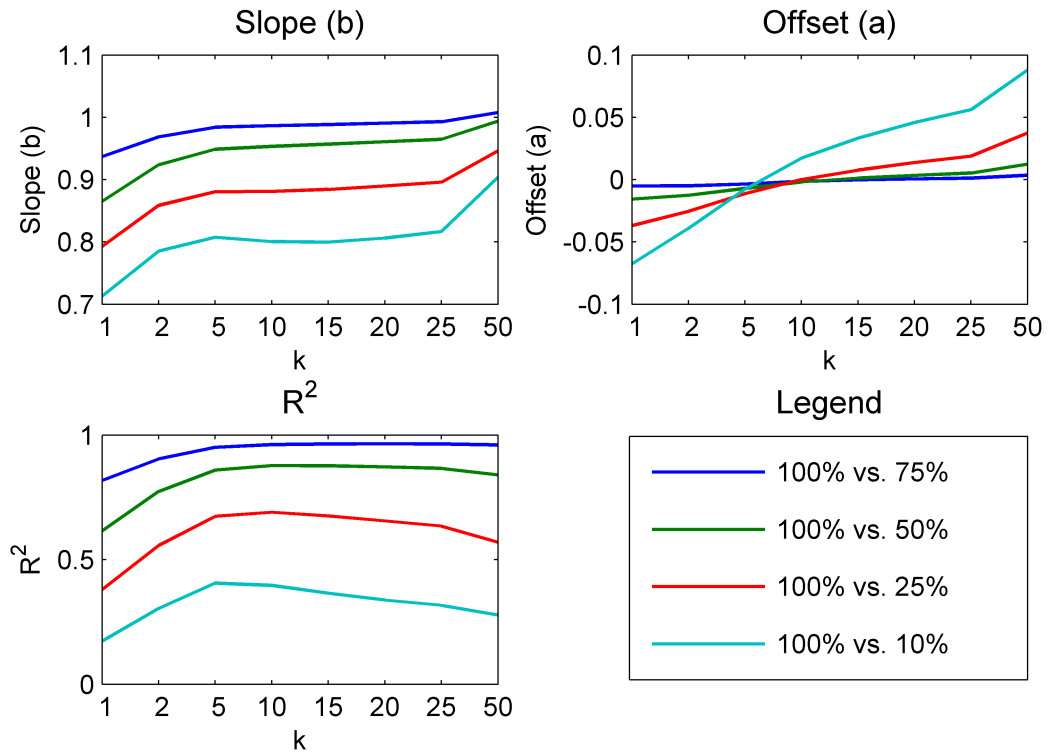 Slope (b)
1.1
1
0.9
0.8
0.7
Slope (b)
1 2 5 10 15 20 25 50
k
Offset (a)
0.1
0.05
0
-0.05
-0.1
Offset (a)
1 2 5 10 15 20 25 50
k
R²
1
0.5
0
R²
1 2 5 10 15 20 25 50
k
Legend
100% vs. 75%
100% vs. 50%
100% vs. 25%
100% vs. 10%